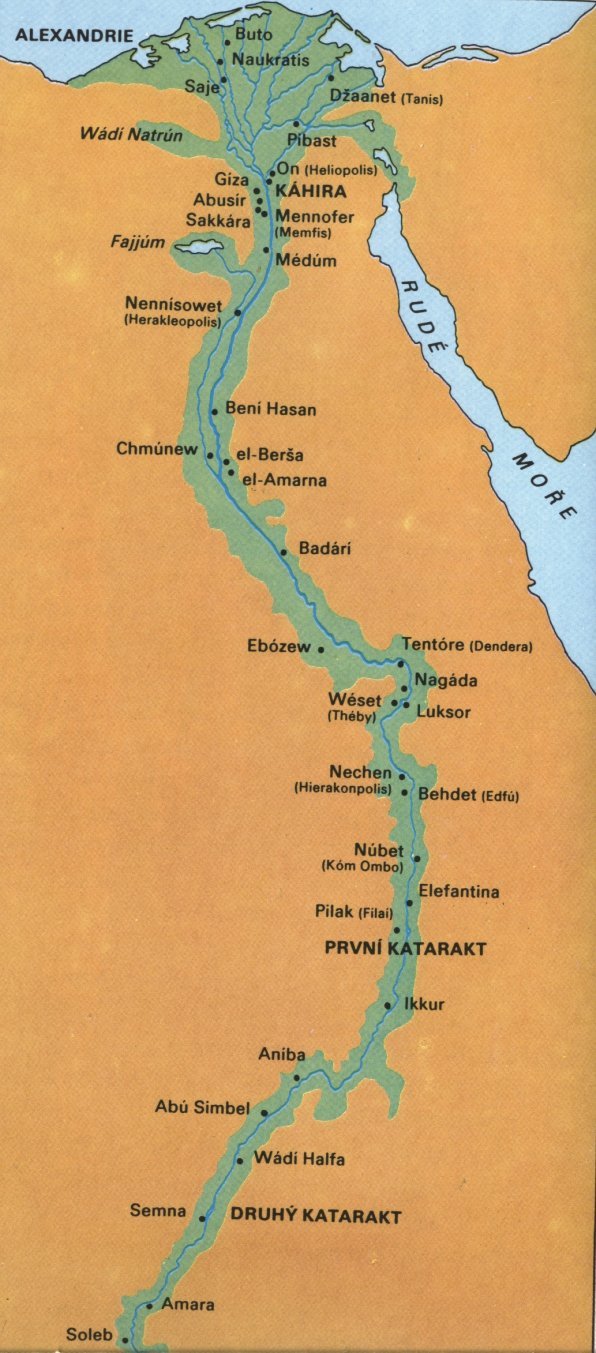 ALEXANDRIE
Buto
Naukratis
Saje
Džaanet (Tanis)
Wádí Natrún
Pibast
On (Heliopolis)
Gíza
KÁHIRA
Abusír
Sakkára
Mennofer
(Memfis)
Fajjúm
Médúm
RUDÉ
Nennísowet
(Herakleopolis)
Bení Hasan
Chmúnew
el-Berša
el-Amarna
MOŘE
Badárí
Ebózew
Tentóre (Dendera)
Nagáda
Wéset
(Théby)
Luksor
Nechen
(Hierakonpolis)
Behdet (Edfú)
Núbet
(Kóm Ombo)
Elefantina
Pilak (Filaí)
PRVNÍ KATARAKT
Ikkur
Aníba
Abú Simbel
Wádí Halfa
Semna
DRUHÝ KATARAKT
Amara
Soleb